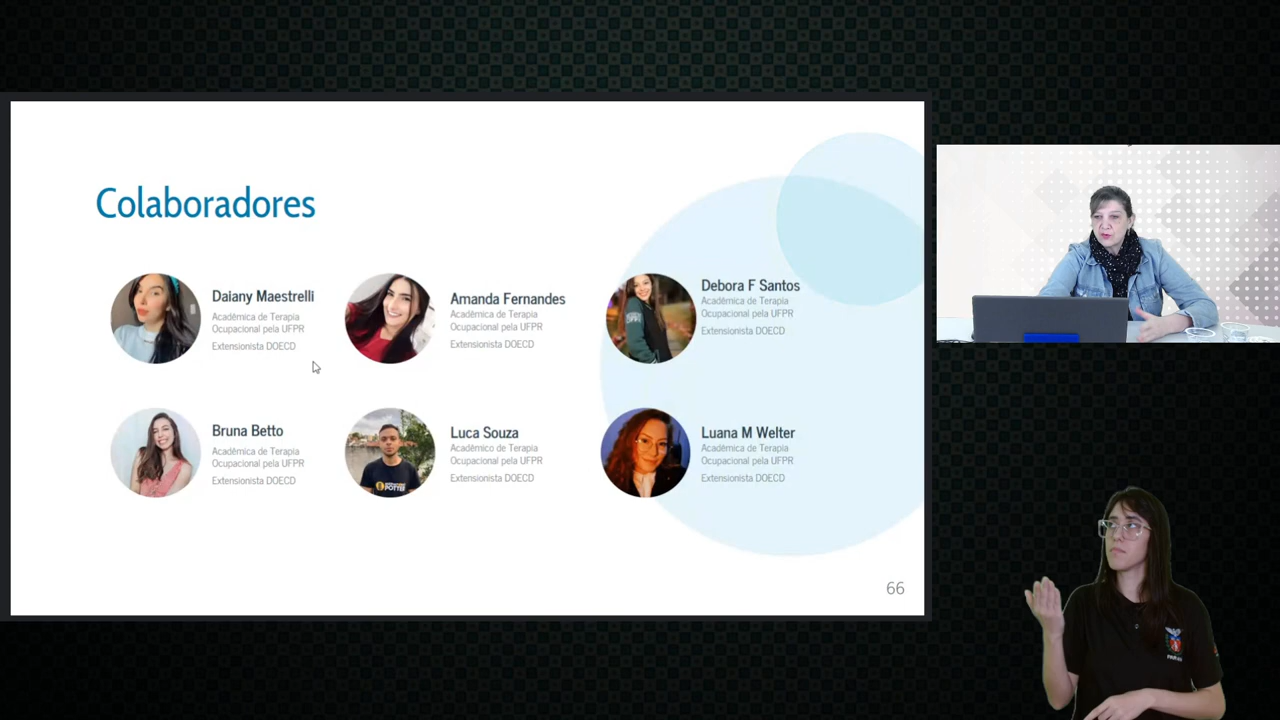 Colaboradores
Daiany Maestrelli
Acadêmica de Terapia
Ocupacional pela UFPR
Extensionista DOECD
Amanda Fernandes
Acadêmica de Terapia
Ocupacional pela UFPR
Extensionista DOECD
Debora F Santos
Acadêmica de Terapia
Ocupacional pela UFPR
Extensionista DOECD
Bruna Betto
Acadêmica de Terapia
Ocupacional pela UFPR
Extensionista DOECD
Luca Souza
Acadêmico de Terapia
Ocupacional pela UFPR
Extensionista DOECD
Luana M Welter
Acadêmica de Terapia
Ocupacional pela UFPR
Extensionista DOECD
POTTER
66